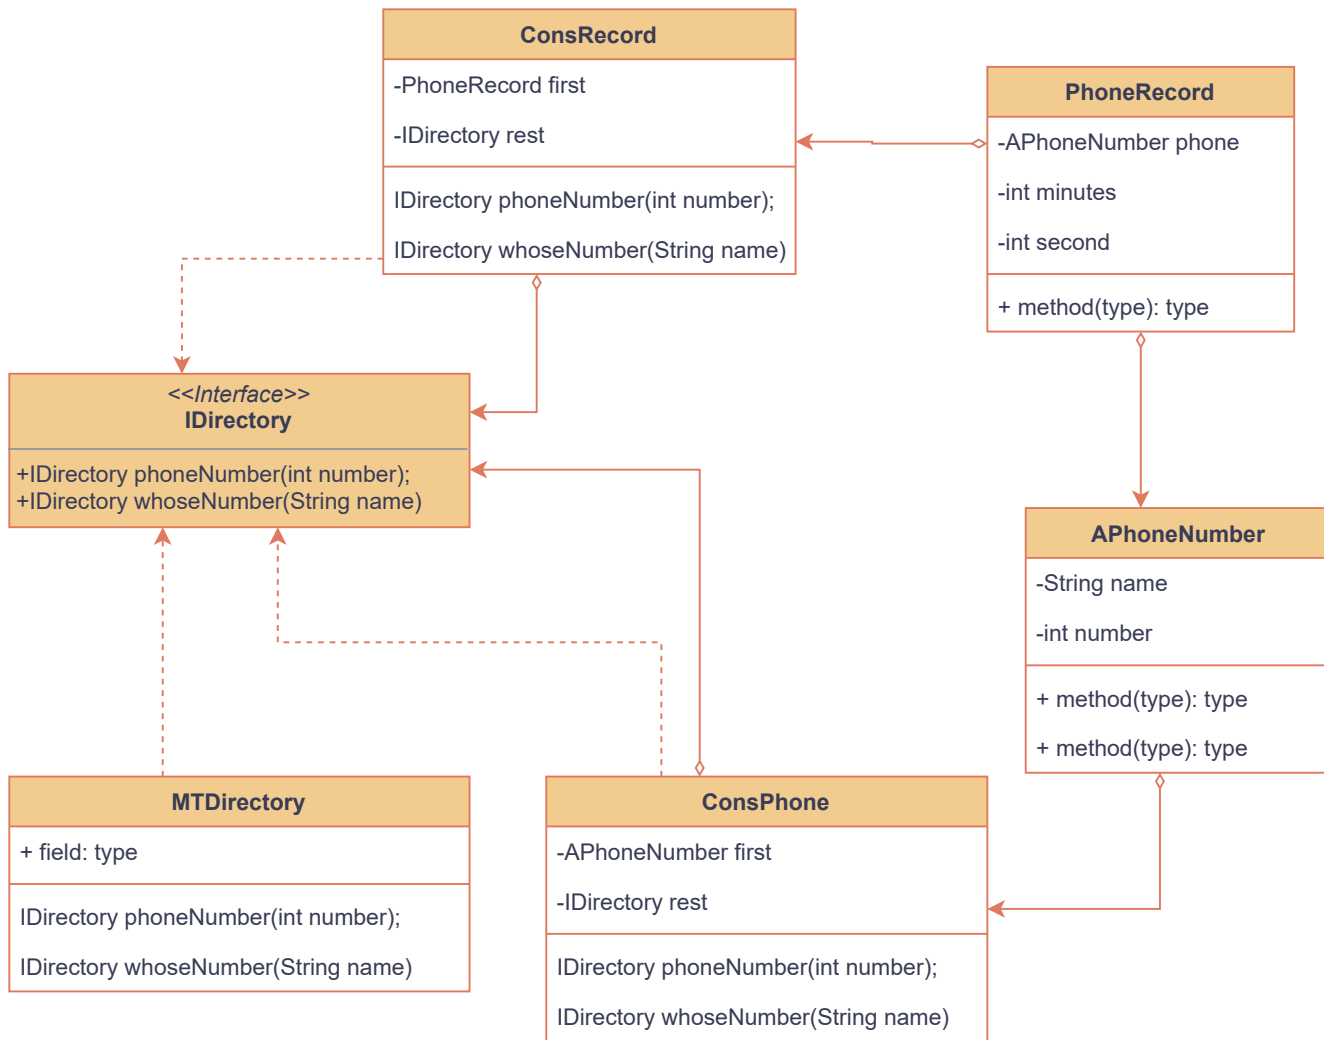 ConsRecord
-PhoneRecord first
-IDirectory rest
IDirectory phoneNumber(int number);
IDirectory whoseNumber(String name)
PhoneRecord
-APhoneNumber phone
-int minutes
-int second
+ method(type): type
<<Interface>>
IDirectory
+IDirectory phoneNumber(int number);
+IDirectory whoseNumber(String name)
APhoneNumber
-String name
-int number
+ method(type): type
+ method(type): type
MTDirectory
+ field: type
IDirectory phoneNumber(int number);
IDirectory whoseNumber(String name)
ConsPhone
-APhoneNumber first
-IDirectory rest
IDirectory phoneNumber(int number);
IDirectory whoseNumber(String name)